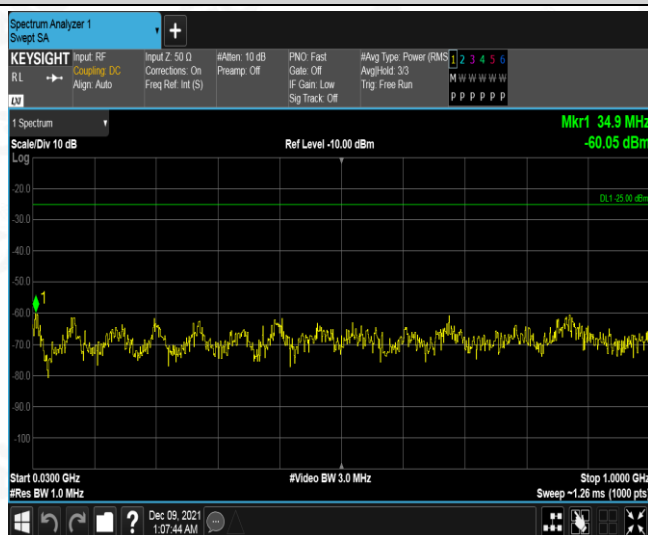 Spectrum Analyzer 1
Swept SA
+
KEYSIGHT
R L
LXI
Input: RF
Coupling: DC
Align: Auto
Input Z: 50 Ω
Corrections: On
Freq Ref: Int (S)
#Atten: 10 dB
Preamp: Off
PNO: Fast
Gate: Off
IF Gain: Low
Sig Track: Off
#Avg Type: Power (RMS
Avg|Hold: 3/3
Trig: Free Run
1 2 3 4 5 6
M W W W W W
P P P P P P
1 Spectrum
Scale/Div 10 dB
Ref Level -10.00 dBm
Mkr1 34.9 MHz
-60.05 dBm
Log
DL1 -25.00 dBm
-20.0
-30.0
-40.0
-50.0
1
-60.0
-70.0
-80.0
-90.0
-100
Start 0.0300 GHz
#Video BW 3.0 MHz
Stop 1.0000 GHz
#Res BW 1.0 MHz
Sweep ~1.26 ms (1000 pts)
?
Dec 09, 2021
1:07:44 AM